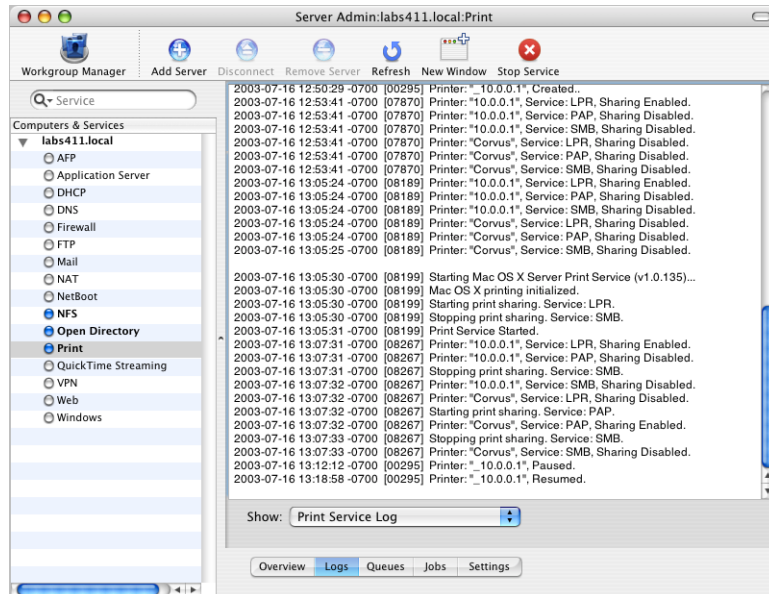 Server Admin:labs411.local:Print
Workgroup Manager Add Server Disconnect Remove Server Refresh New Window Stop Service
Service
Computers & Services
labs411.local
AFP
Application Server
DHCP
DNS
Firewall
FTP
Mail
NAT
NetBoot
NFS
Open Directory
Print
QuickTime Streaming
VPN
Web
Windows
2003-07-16 12:50:29 -0700 [00295] Printer: "_10.0.0.1", Created..
2003-07-16 12:53:41 -0700 [07870] Printer: "10.0.0.1", Service: LPR, Sharing Enabled.
2003-07-16 12:53:41 -0700 [07870] Printer: "10.0.0.1", Service: PAP, Sharing Disabled.
2003-07-16 12:53:41 -0700 [07870] Printer: "10.0.0.1", Service: SMB, Sharing Disabled.
2003-07-16 12:53:41 -0700 [07870] Printer: "Corvus", Service: LPR, Sharing Disabled.
2003-07-16 12:53:41 -0700 [07870] Printer: "Corvus", Service: PAP, Sharing Disabled.
2003-07-16 12:53:41 -0700 [07870] Printer: "Corvus", Service: SMB, Sharing Disabled.
2003-07-16 13:05:24 -0700 [08189] Printer: "10.0.0.1", Service: LPR, Sharing Enabled.
2003-07-16 13:05:24 -0700 [08189] Printer: "10.0.0.1", Service: PAP, Sharing Disabled.
2003-07-16 13:05:24 -0700 [08189] Printer: "10.0.0.1", Service: SMB, Sharing Disabled.
2003-07-16 13:05:24 -0700 [08189] Printer: "Corvus", Service: LPR, Sharing Disabled.
2003-07-16 13:05:24 -0700 [08189] Printer: "Corvus", Service: PAP, Sharing Disabled.
2003-07-16 13:05:25 -0700 [08189] Printer: "Corvus", Service: SMB, Sharing Disabled.
2003-07-16 13:05:30 -0700 [08199] Starting Mac OS X Server Print Service (v1.0.135)...
2003-07-16 13:05:30 -0700 [08199] Mac OS X printing initialized.
2003-07-16 13:05:30 -0700 [08199] Starting print sharing. Service: LPR.
2003-07-16 13:05:30 -0700 [08199] Stopping print sharing. Service: SMB.
2003-07-16 13:05:31 -0700 [08199] Print Service Started.
2003-07-16 13:07:31 -0700 [08267] Printer: "10.0.0.1", Service: LPR, Sharing Enabled.
2003-07-16 13:07:31 -0700 [08267] Printer: "10.0.0.1", Service: PAP, Sharing Disabled.
2003-07-16 13:07:31 -0700 [08267] Stopping print sharing. Service: SMB.
2003-07-16 13:07:32 -0700 [08267] Printer: "10.0.0.1", Service: SMB, Sharing Disabled.
2003-07-16 13:07:32 -0700 [08267] Printer: "Corvus", Service: LPR, Sharing Disabled.
2003-07-16 13:07:32 -0700 [08267] Starting print sharing. Service: PAP.
2003-07-16 13:07:32 -0700 [08267] Printer: "Corvus", Service: PAP, Sharing Enabled.
2003-07-16 13:07:33 -0700 [08267] Stopping print sharing. Service: SMB.
2003-07-16 13:07:33 -0700 [08267] Printer: "Corvus", Service: SMB, Sharing Disabled.
2003-07-16 13:12:12 -0700 [00295] Printer: "_10.0.0.1", Paused.
2003-07-16 13:18:58 -0700 [00295] Printer: "_10.0.0.1", Resumed.
Show: Print Service Log
Overview Logs Queues Jobs Settings